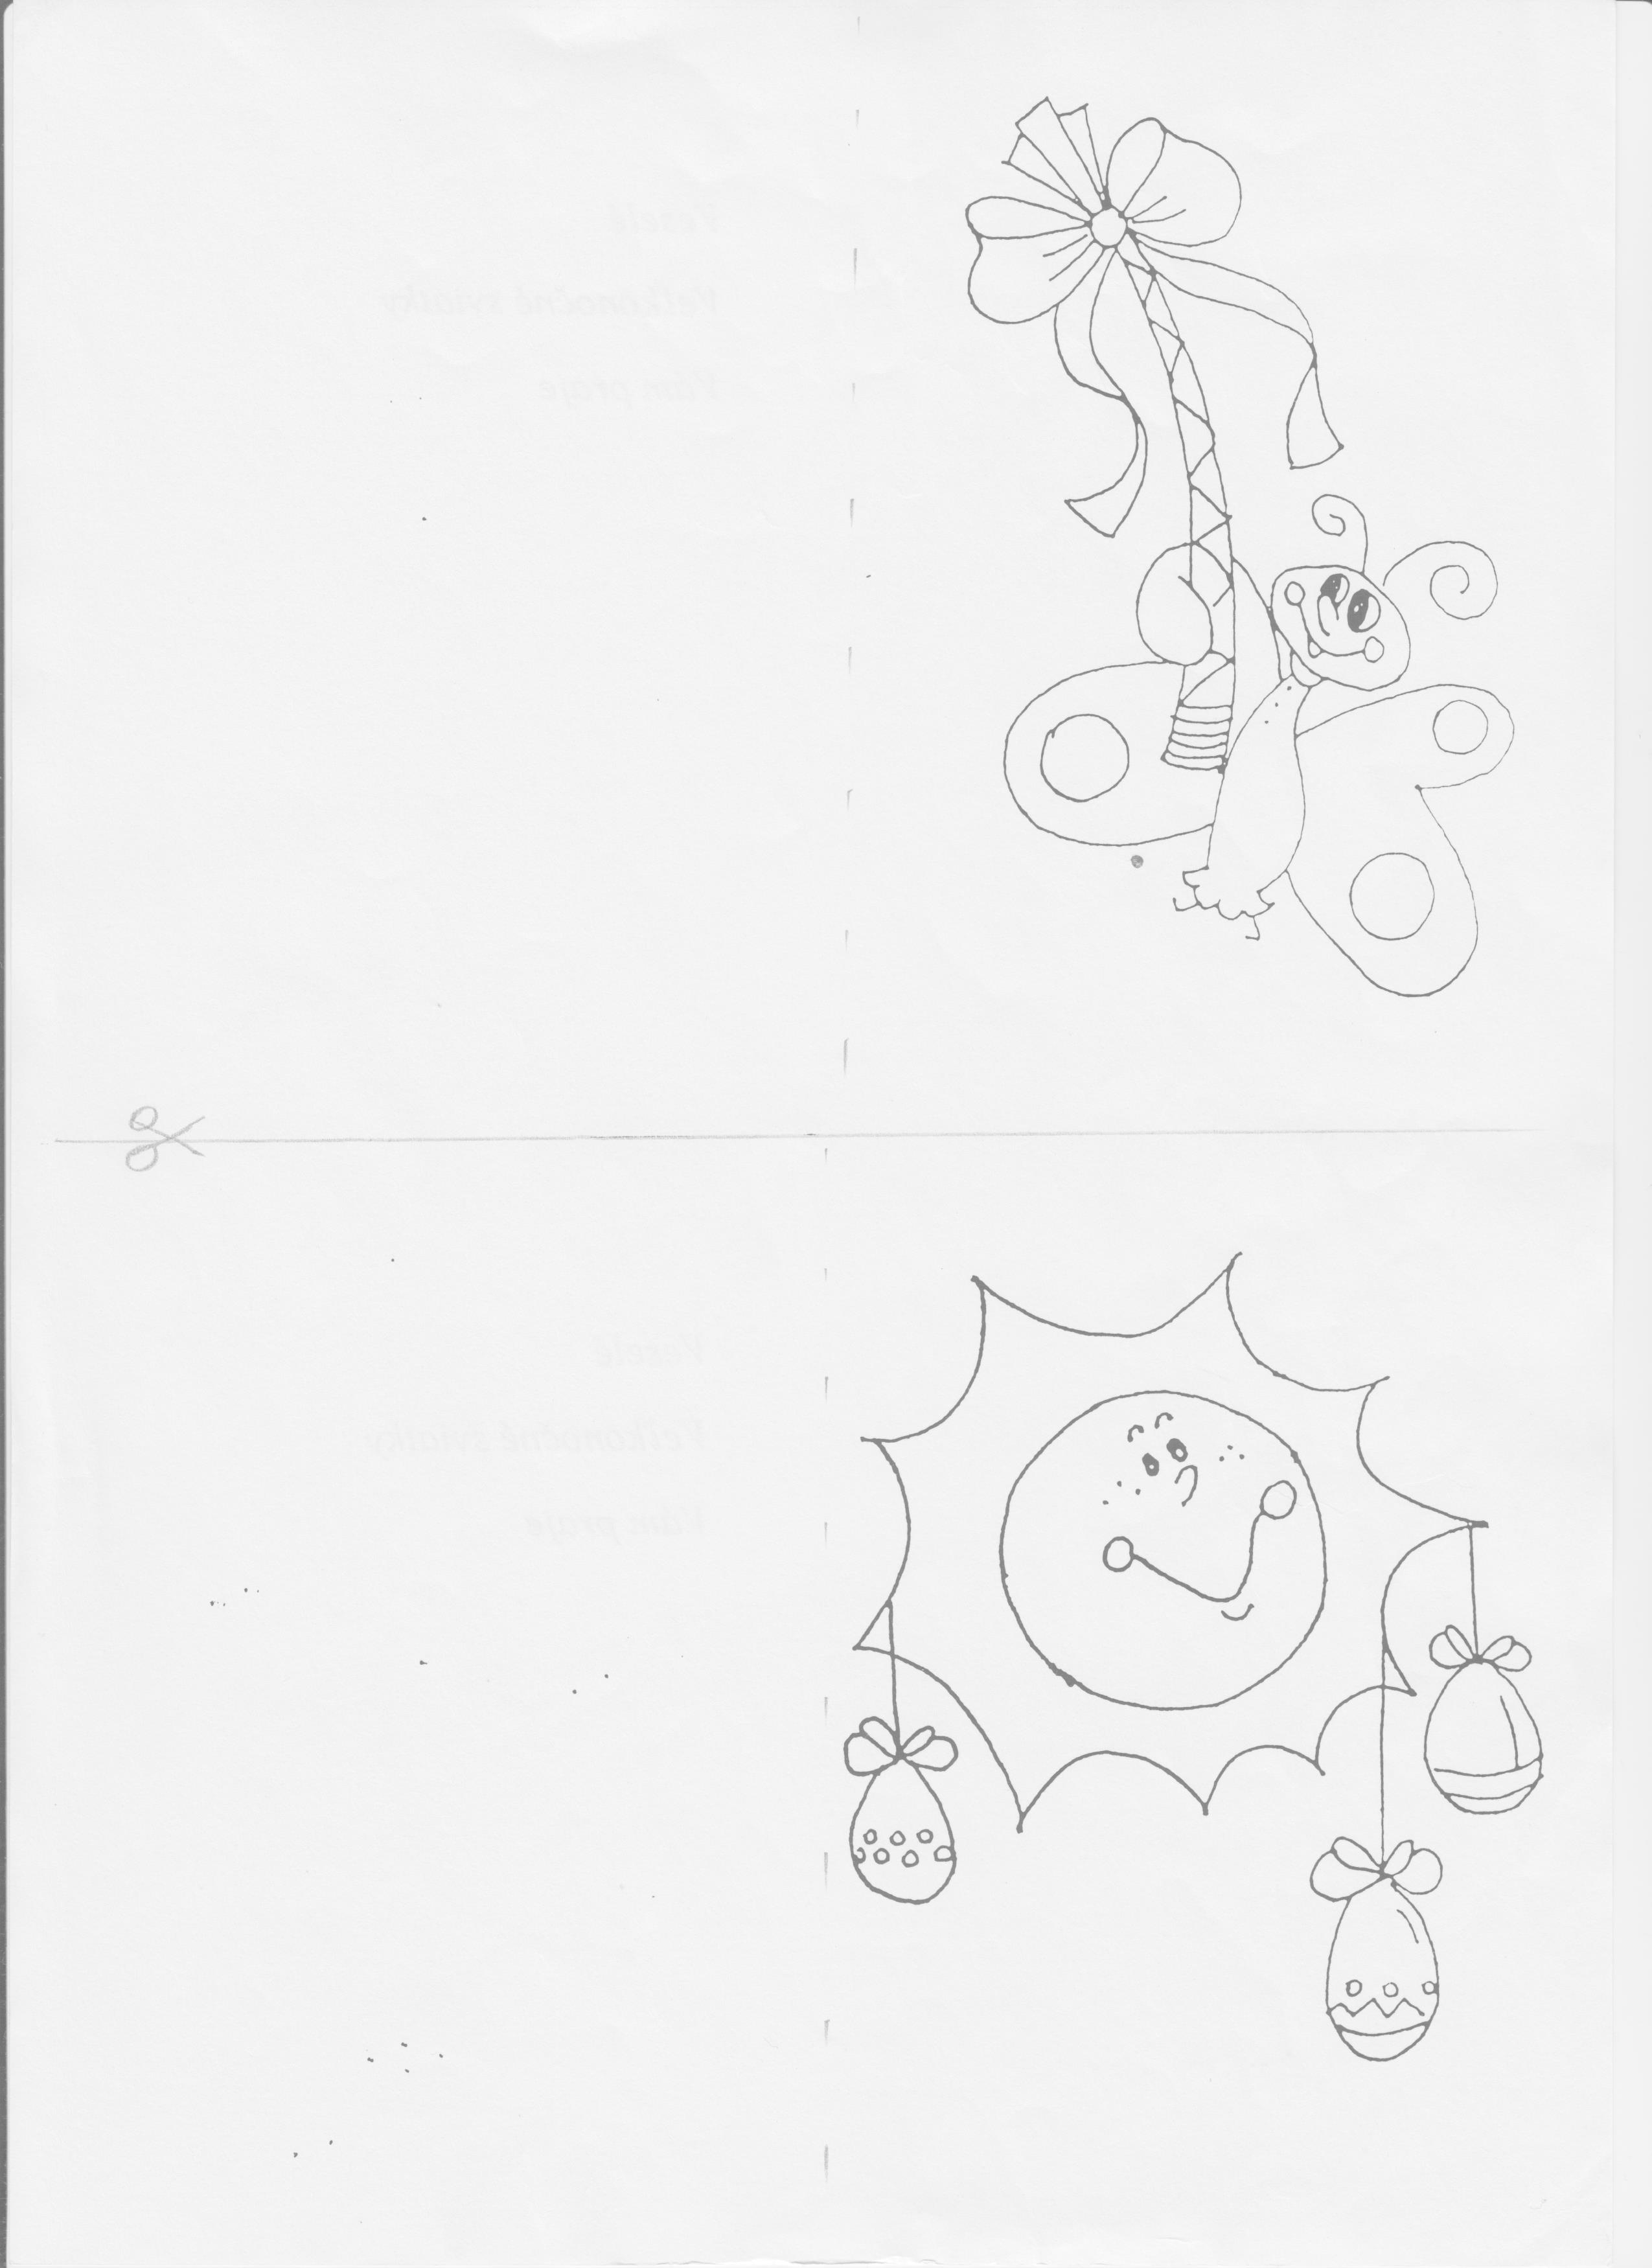 Veselé
Veľkonočné sviatky
Vám praje
Veselé
Veľkonočné sviatky
Vám praje